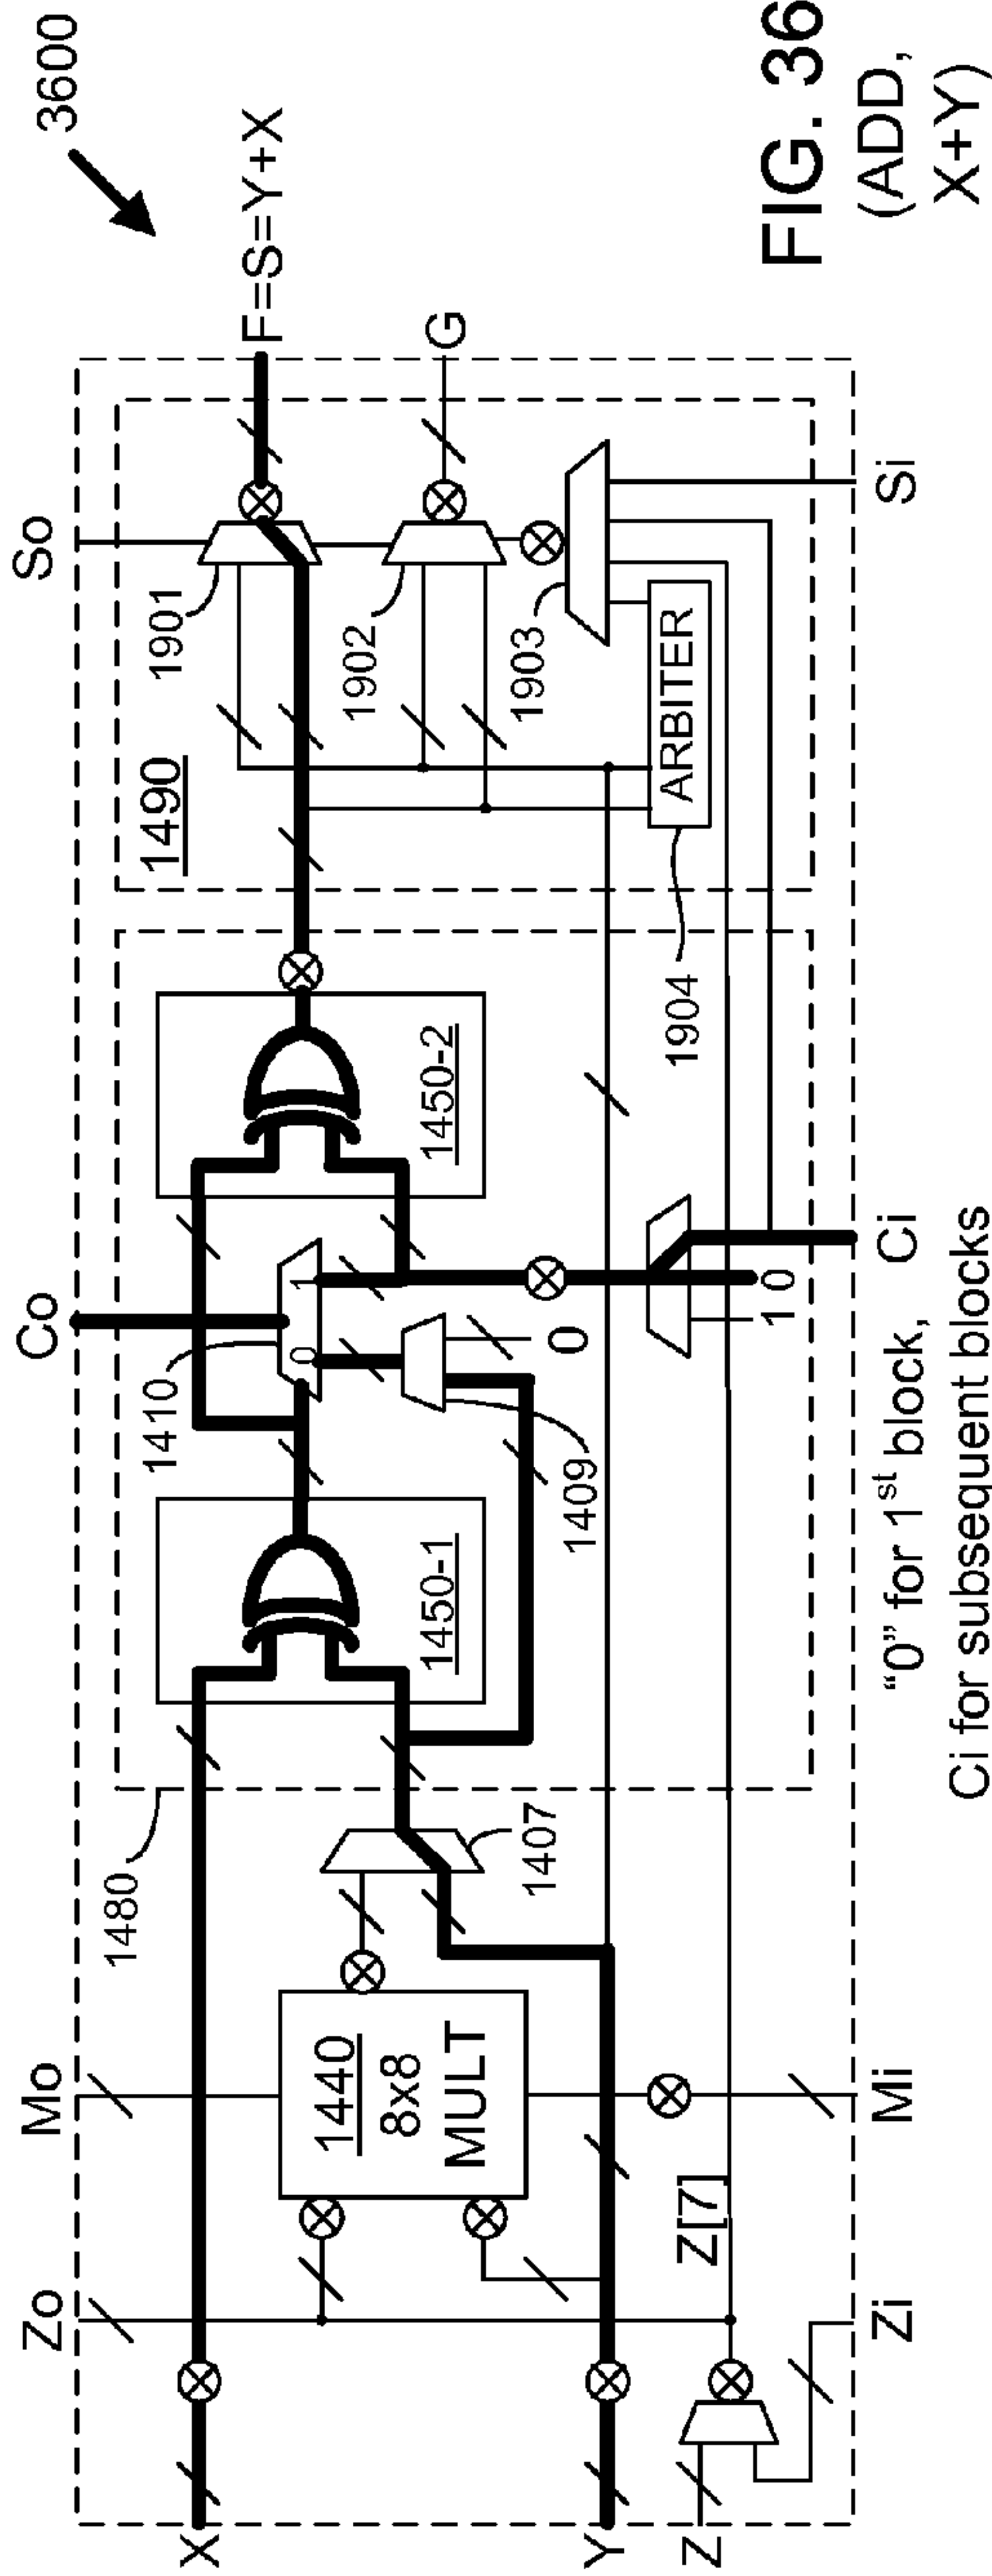 3600
FIG. 36
(ADD,
X+Y)
Zo
Mo
Co
So
X
Y
Z
F=S=Y+X
G
1480
1490
1440
8x8
MULT
1407
1450-1
1410
0
1
1409
0
1450-2
1901
1902
1903
ARBITER
1904
Z[7]
1
0
Zi
Mi
Ci
Si
"0" for 1st block,
Ci for subsequent blocks